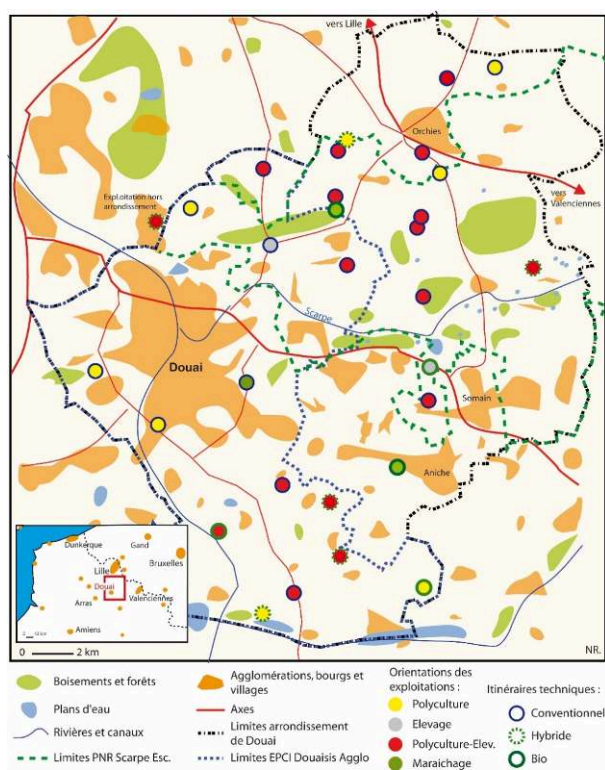 vers Lille
Orchies
Exploitation hors
arrondissement
vers
Valenciennes
Scarpe
Douai
Somain
Aniche
Dunkerque
Gand
Bruxelles
Lille
Douai
Arras
Valenciennes
Amiens
0 2 km
NR.
Boisements et forêts
Plans d'eau
Rivières et canaux
Limites PNR Scarpe Esc.
Agglomérations, bourgs et
villages
Axes
Limites arrondissement
de Douai
Limites EPCI Douaisis Agglo
Orientations des
exploitations :
Polyculture
Elevage
Polyculture-Elev.
Maraichage
Itinéraires techniques :
Conventionnel
Hybride
Bio